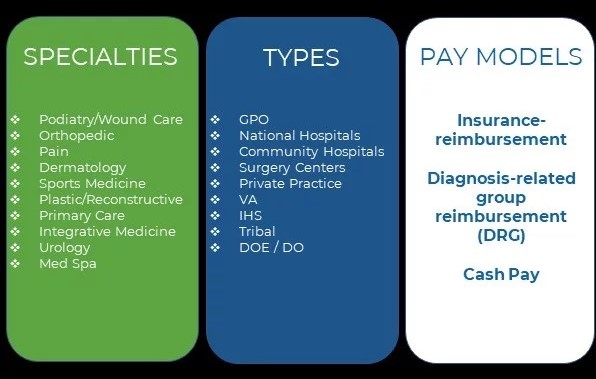 SPECIALTIES
❖ Podiatry/Wound Care
❖ Orthopedic
❖ Pain
❖ Dermatology
❖ Sports Medicine
❖ Plastic/Reconstructive
❖ Primary Care
❖ Integrative Medicine
❖ Urology
❖ Med Spa
TYPES
❖ GPO
❖ National Hospitals
❖ Community Hospitals
❖ Surgery Centers
❖ Private Practice
❖ VA
❖ IHS
❖ Tribal
❖ DOE / DO
PAY MODELS
Insurance-
reimbursement
Diagnosis-related
group
reimbursement
(DRG)
Cash Pay